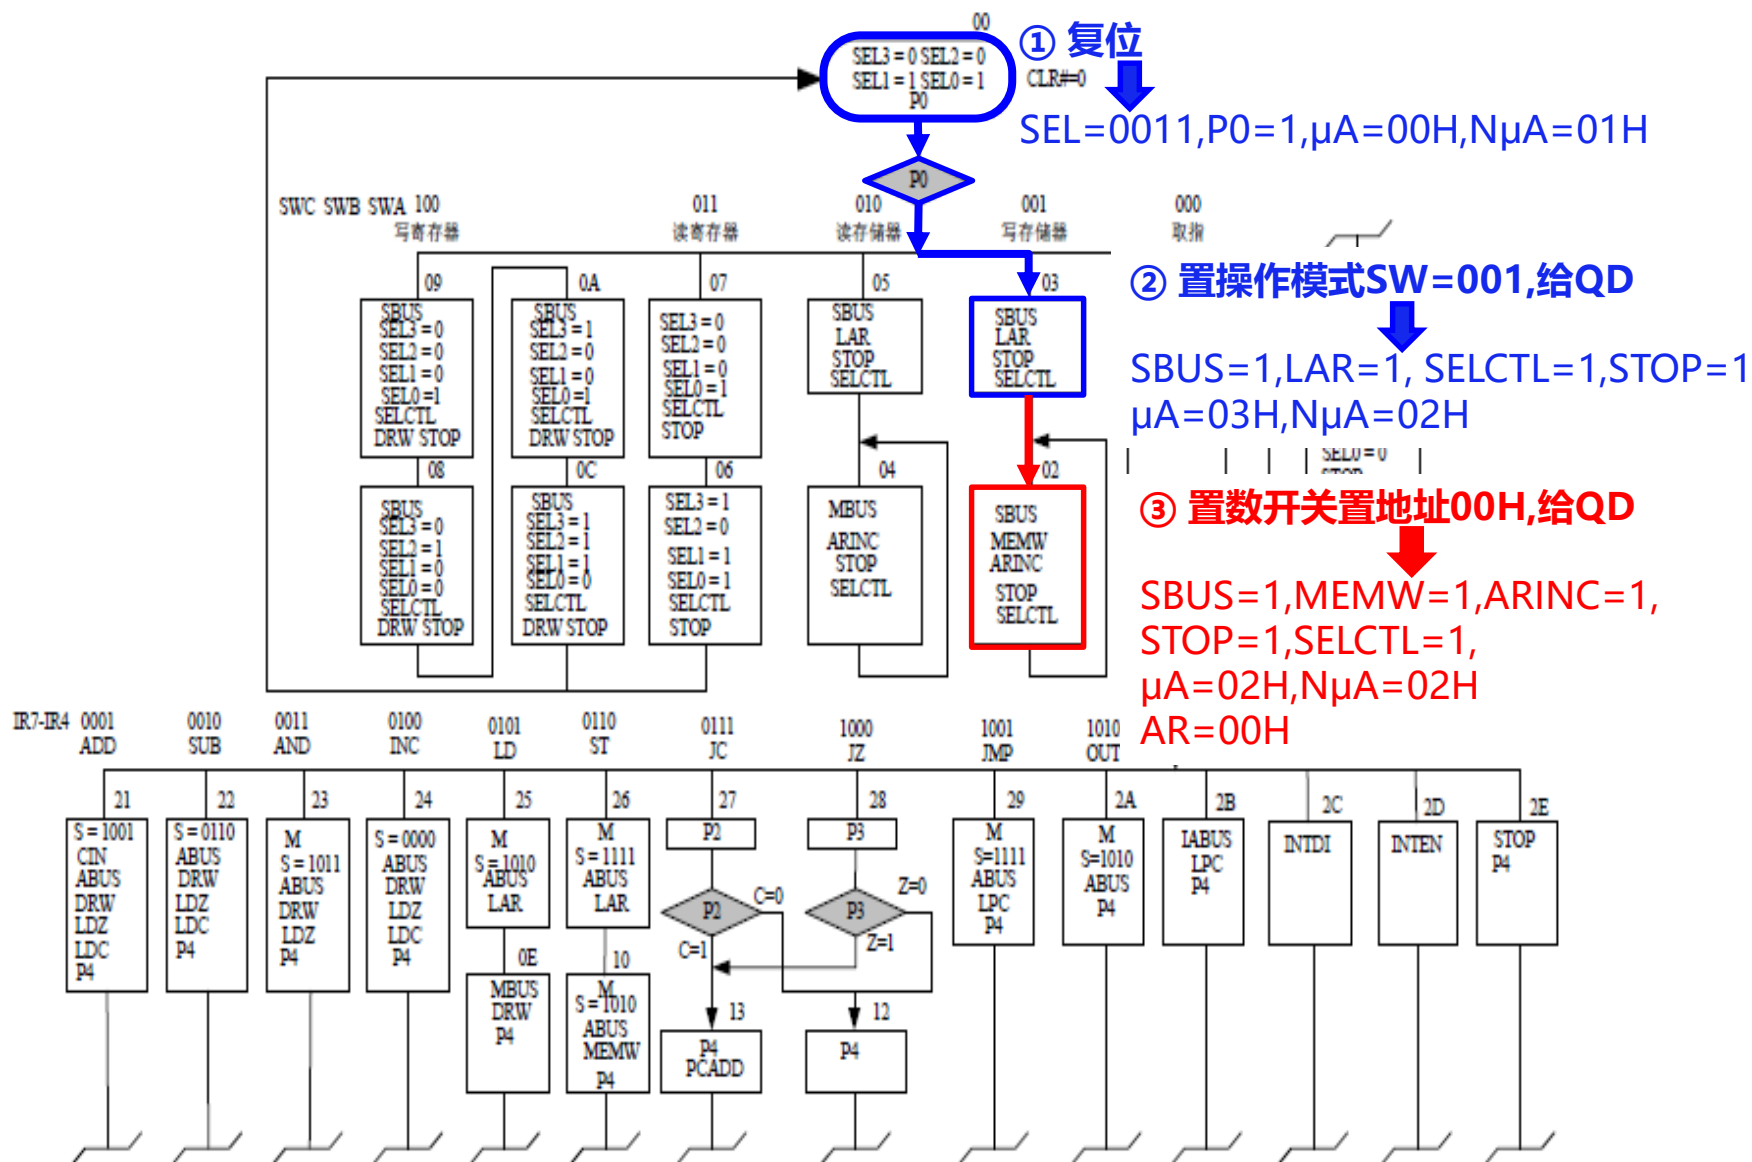 00
① 复位
SEL3 = 0 SEL2 = 0
SEL1 = 1 SEL0 = 1
P0
CLR#=0
SEL=0011,P0=1,μA=00H,NμA=01H
P0
SWC SWB SWA 100
写寄存器
011
读寄存器
010
读存储器
001
写存储器
000
取指
② 置操作模式SW=001,给QD
SBUS=1,LAR=1, SELCTL=1,STOP=1
μA=03H,NμA=02H
09
SBUS
SEL3 = 0
SEL2 = 0
SEL1 = 0
SEL0 =1
SELCTL
DRW STOP
0A
SBUS
SEL3 = 1
SEL2 = 0
SEL1 = 0
SEL0 =1
SELCTL
DRW STOP
07
SEL3 = 0
SEL2 = 0
SEL1 = 0
SEL0 = 1
SELCTL
STOP
05
SBUS
LAR
STOP
SELCTL
03
SBUS
LAR
STOP
SELCTL
SEL0 = 0
STOP
08
SBUS
SEL3 = 0
SEL2 = 1
SEL1 = 0
SEL0 = 0
SELCTL
DRW STOP
0C
SBUS
SEL3 = 1
SEL2 = 1
SEL1 = 1
SEL0 = 0
SELCTL
DRW STOP
06
SEL3 = 1
SEL2 = 0
SEL1 = 1
SEL0 = 1
SELCTL
STOP
04
MBUS
ARINC
STOP
SELCTL
02
SBUS
MEMW
ARINC
STOP
SELCTL
③ 置数开关置地址00H,给QD
SBUS=1,MEMW=1,ARINC=1,
STOP=1,SELCTL=1,
μA=02H,NμA=02H
AR=00H
IR7-IR4 0001
ADD
0010
SUB
0011
AND
0100
INC
0101
LD
0110
ST
0111
JC
1000
JZ
1001
JMP
1010
OUT
21
S = 1001
CIN
ABUS
DRW
LDZ
LDC
P4
22
S = 0110
ABUS
DRW
LDZ
LDC
P4
23
M
S = 1011
ABUS
DRW
LDZ
P4
24
S = 0000
ABUS
DRW
LDZ
LDC
P4
25
M
S = 1010
ABUS
LAR
26
M
S = 1111
ABUS
LAR
27
P2
28
P3
29
M
S=1111
ABUS
LPC
P4
2A
M
S=1010
ABUS
P4
2B
IABUS
LPC
P4
2C
INTDI
2D
INTEN
2E
STOP
P4
P2
C=0
C=1
P3
Z=0
Z=1
0E
MBUS
DRW
P4
10
M
S = 1010
ABUS
MEMW
P4
13
P4
PCADD
12
P4